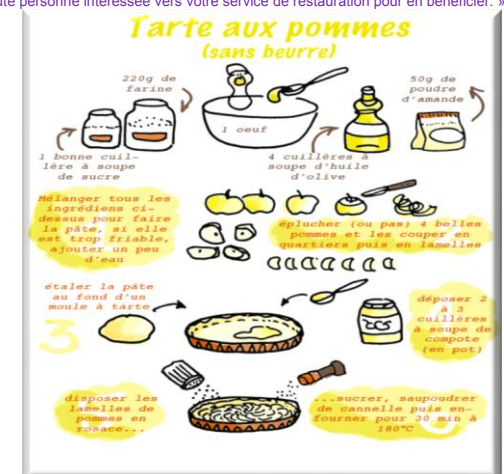 ute personne intéressée vers votre service de restauration pour en bénéficier. »
Tarte aux pommes
(sans beurre)
220g de
farine
50g de
poudre
d'amande
1 oeuf
1 bonne cuil-
lère à soupe
de sucre
4 cuillères à
soupe d'huile
d'olive
Mélanger tous les
ingrédiens ci-
dessus pour faire
la pâte, si elle
est trop friable,
ajouter un peu
d'eau
éplucher (ou pas) 4 belles
pommes et les couper en
quartiers puis en lamelles
étaler la pâte
au fond d'un
moule à tarte
3
déposer 2
à 3
cuillères
à soupe de
compote
(en pot)
disposer les
lamelles de
pommes en
rosace...
...sucrer, saupoudrer
de cannelle puis en-
fourner pour 30 min à
180°C